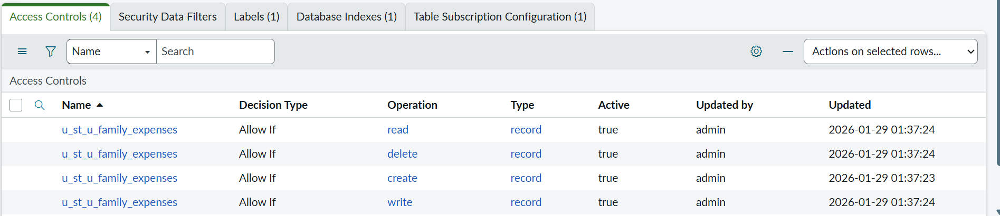 Access Controls (4) Security Data Filters Labels (1) Database Indexes (1) Table Subscription Configuration (1)
Name Search Actions on selected rows...
Access Controls
Name Decision Type Operation Type Active Updated by Updated
u_st_u_family_expenses Allow If read record true admin 2026-01-29 01:37:24
u_st_u_family_expenses Allow If delete record true admin 2026-01-29 01:37:24
u_st_u_family_expenses Allow If create record true admin 2026-01-29 01:37:23
u_st_u_family_expenses Allow If write record true admin 2026-01-29 01:37:24